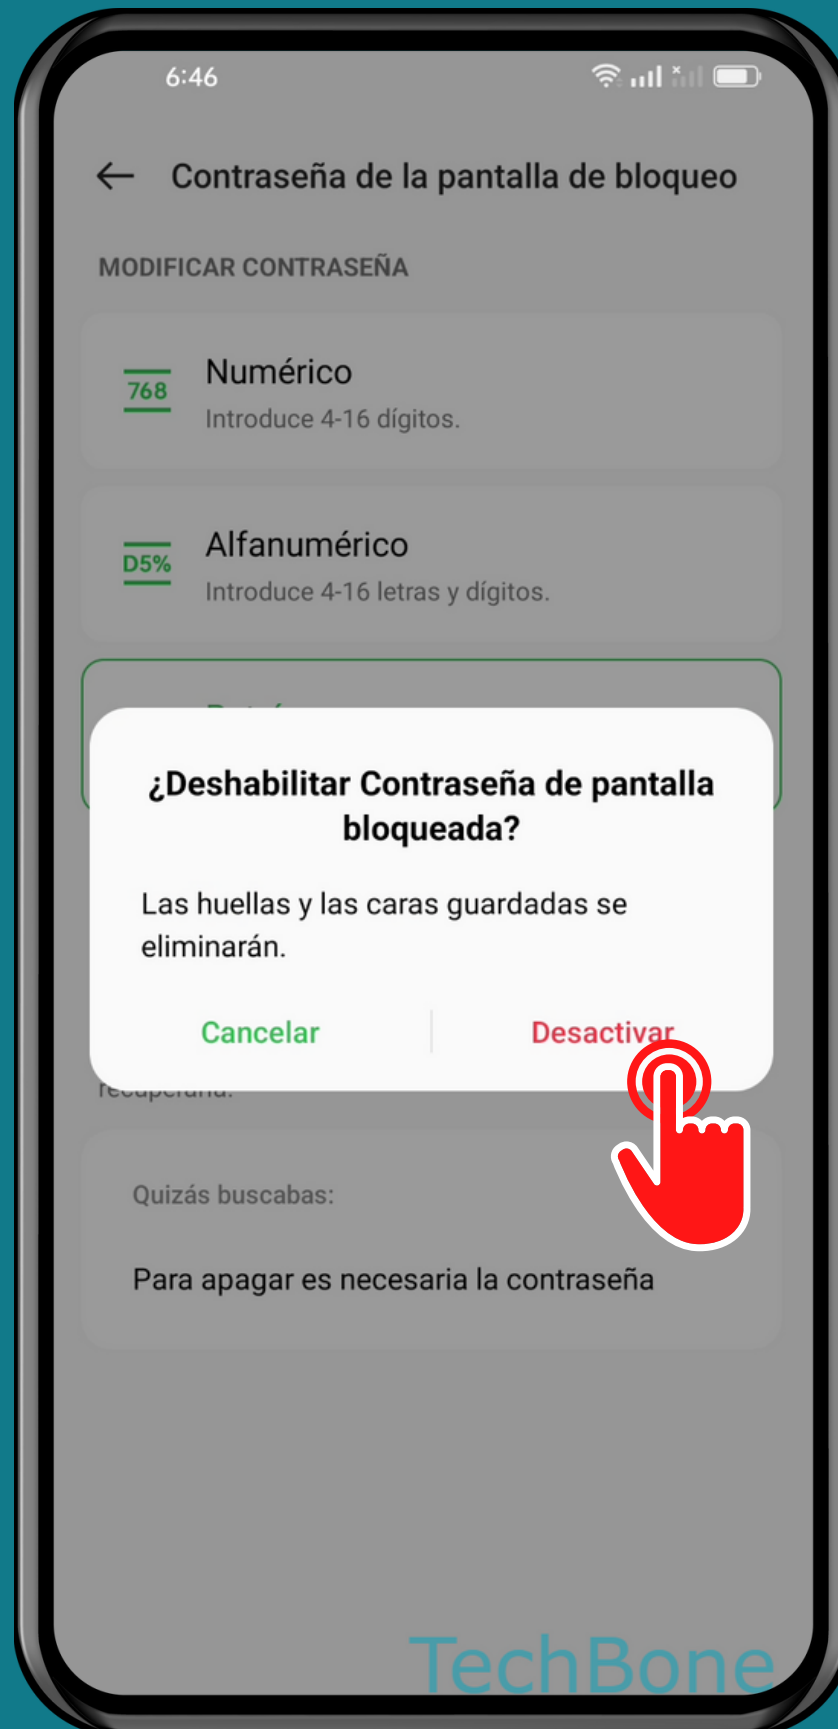 6:46
Contraseña de la pantalla de bloqueo
MODIFICAR CONTRASEÑA
768
Numérico
Introduce 4-16 dígitos.
D5%
Alfanumérico
Introduce 4-16 letras y dígitos.
¿Deshabilitar Contraseña de pantalla
bloqueada?
Las huellas y las caras guardadas se
eliminarán.
Cancelar
Desactivar
Quizás buscabas:
Para apagar es necesaria la contraseña
TechBone